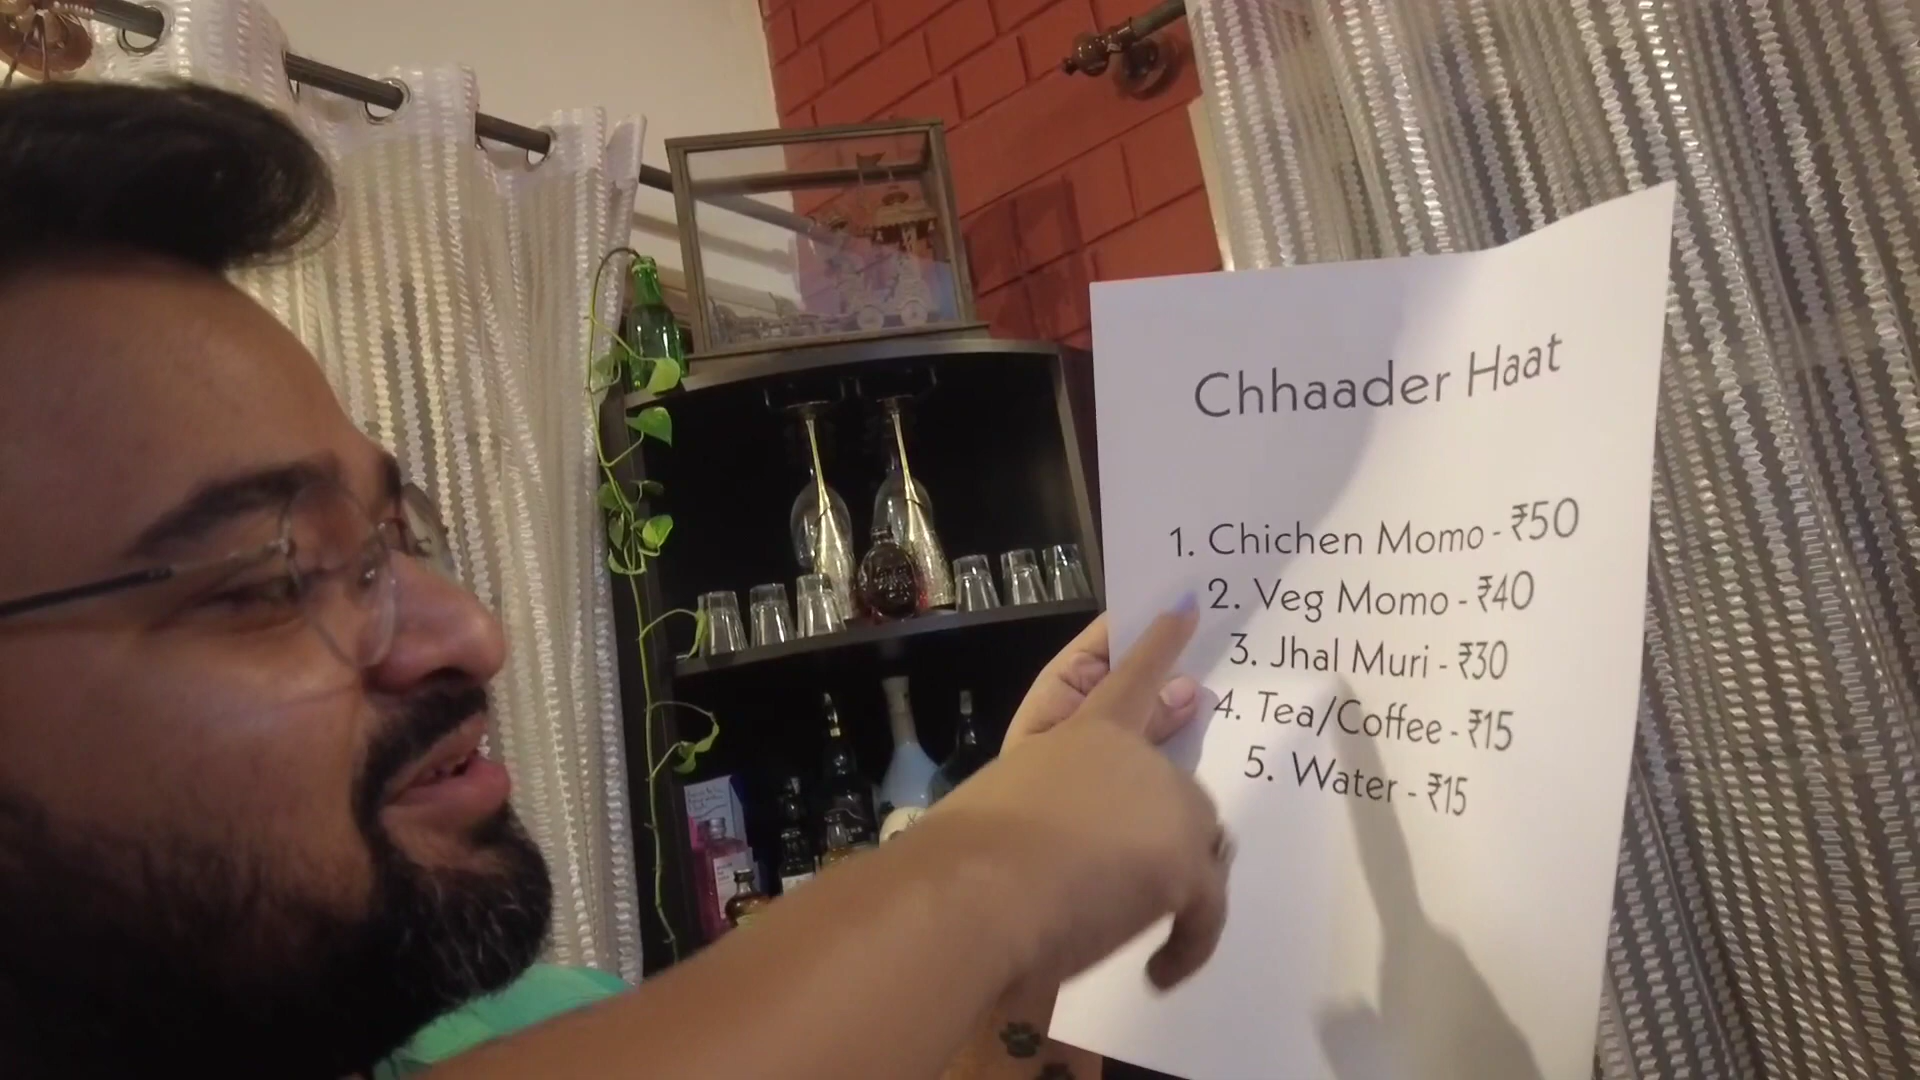 Chhaader Haat
1. Chichen Momo - ₹50
2. Veg Momo - ₹40
3. Jhal Muri - ₹30
4. Tea/Coffee - ₹15
5. Water - ₹15